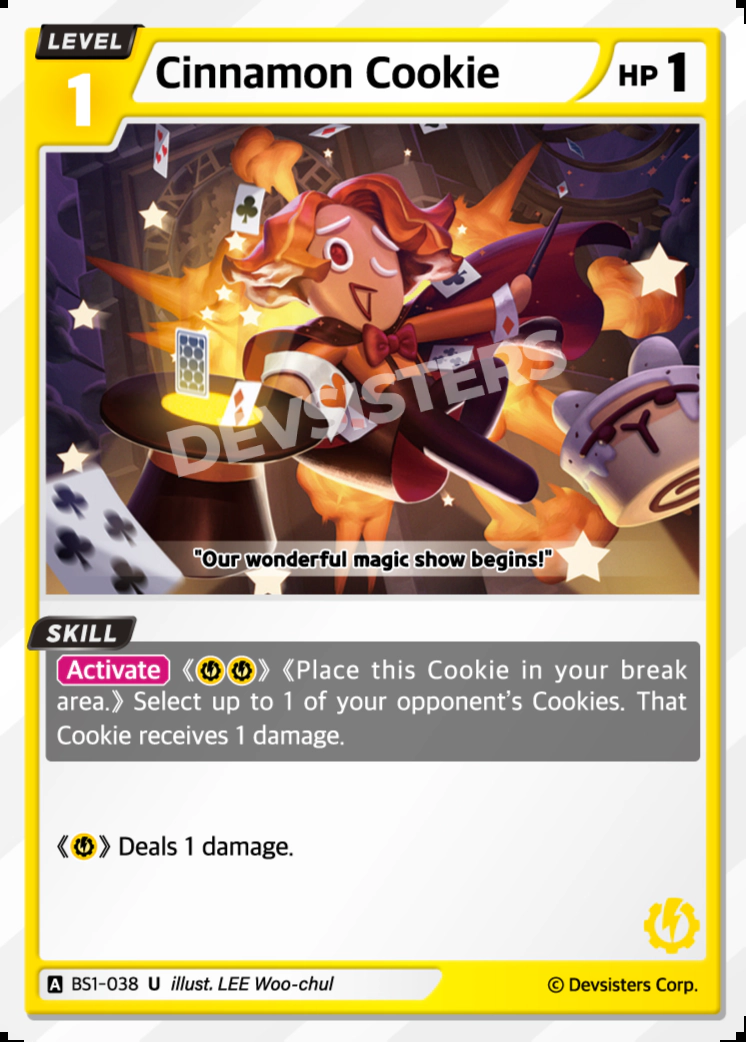 LEVEL
1
Cinnamon Cookie
HP 1
DEVSISTERS
"Our wonderful magic show begins!"
SKILL
Activate 《》 《Place this Cookie in your break
area.》 Select up to 1 of your opponent's Cookies. That
Cookie receives 1 damage.
《》 Deals 1 damage.
A BS1-038 U illust. LEE Woo-chul
© Devsisters Corp.